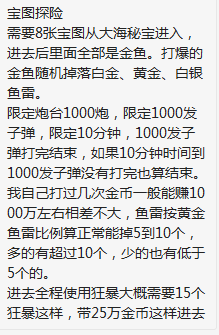 宝图探险
需要8张宝图从大海秘宝进入，
进去后里面全部是金鱼。打爆的
金鱼随机掉落白金、黄金、白银
鱼雷。
限定炮台1000炮，限定1000发
子弹，限定10分钟，1000发子
弹打完结束，如果10分钟时间到
1000发子弹没有打完也算结束。
我自己打过几次金币一般能赚10
00万左右相差不大，鱼雷按黄金
鱼雷比例算正常能掉5到10个，
多的有超过10个，少的也有低于
5个的。
进去全程使用狂暴大概需要15个
狂暴这样，带25万金币这样进去